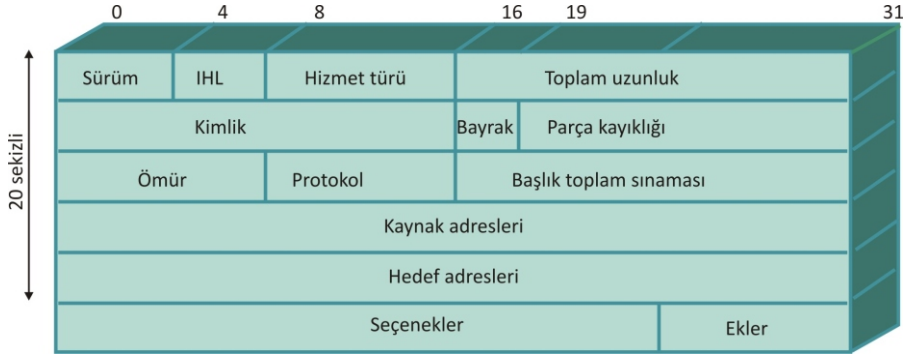 0 4 8 16 19 31
Sürüm IHL Hizmet türü Toplam uzunluk
Kimlik Bayrak Parça kayıklığı
Ömür Protokol Başlık toplam sınaması
Kaynak adresleri
Hedef adresleri
Seçenekler Ekler
20 sekizli